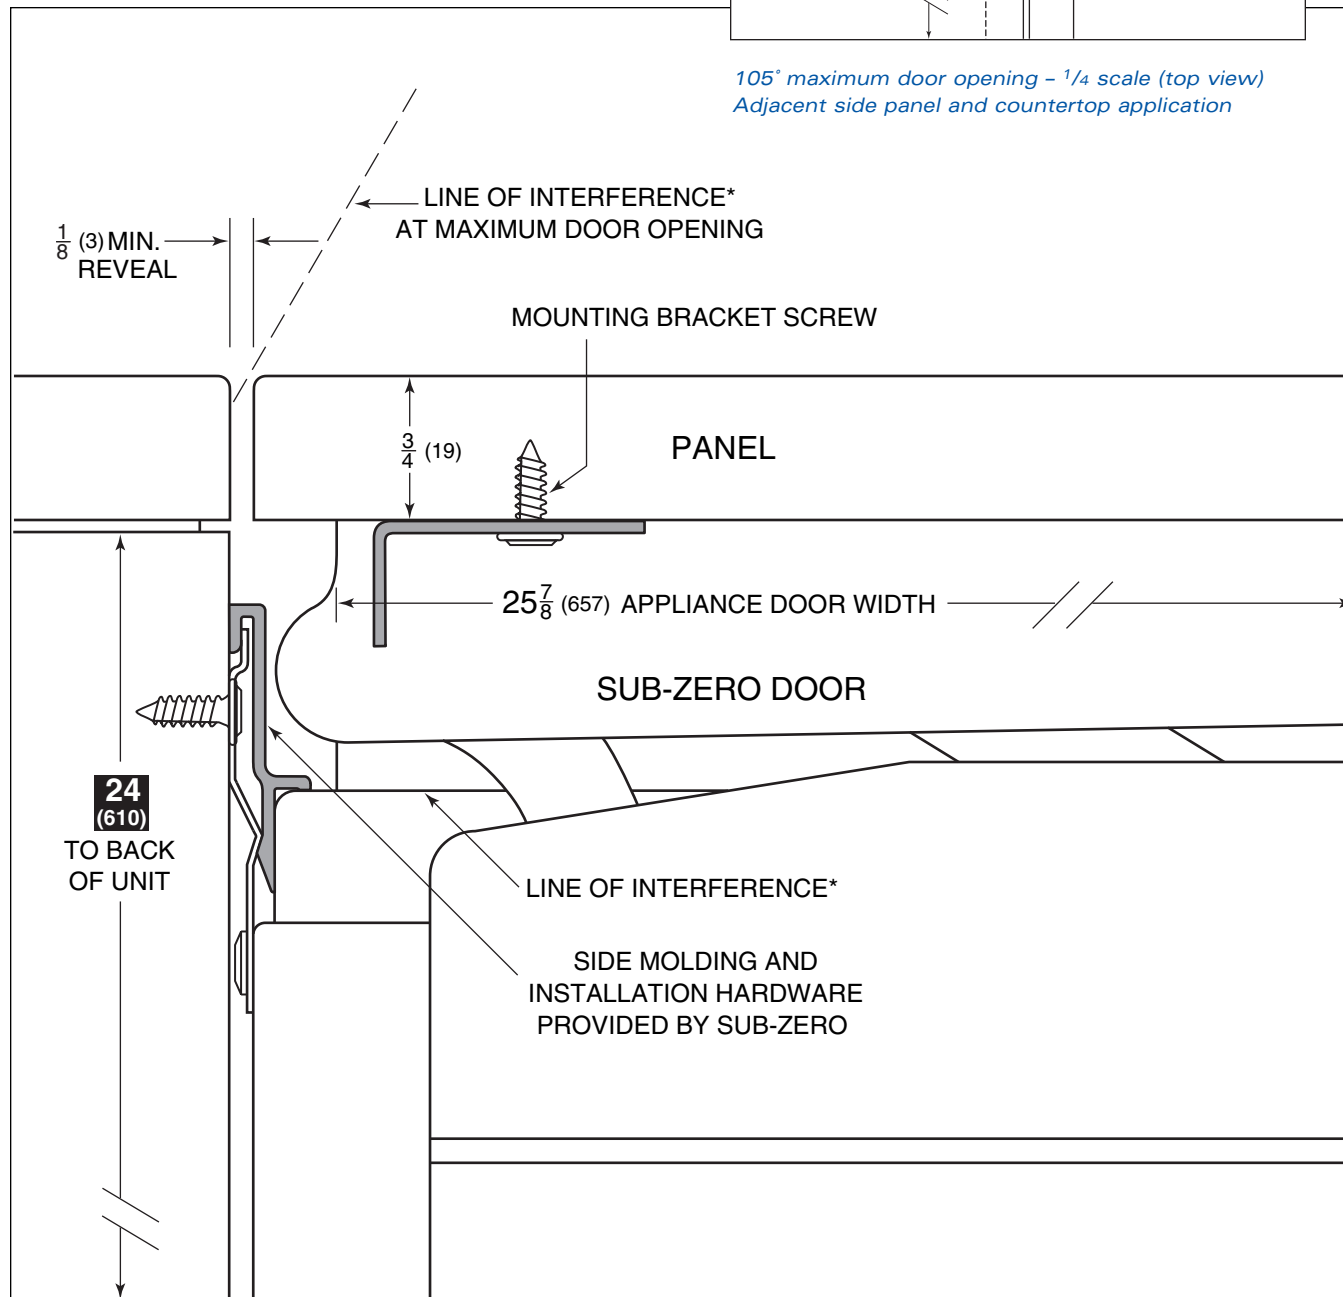 105° maximum door opening – 1/4 scale (top view)
Adjacent side panel and countertop application
LINE OF INTERFERENCE*
AT MAXIMUM DOOR OPENING
1/8 (3) MIN.
REVEAL
MOUNTING BRACKET SCREW
3/4 (19)
PANEL
25 7/8 (657) APPLIANCE DOOR WIDTH
SUB-ZERO DOOR
24
(610)
TO BACK
OF UNIT
LINE OF INTERFERENCE*
SIDE MOLDING AND
INSTALLATION HARDWARE
PROVIDED BY SUB-ZERO